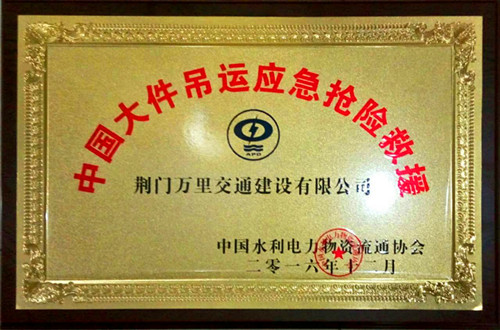 中国大件吊运应急抢险救援
APD
荆门万里交通建设有限公司
中国水利电力物资流通协会
二零一六年十二月